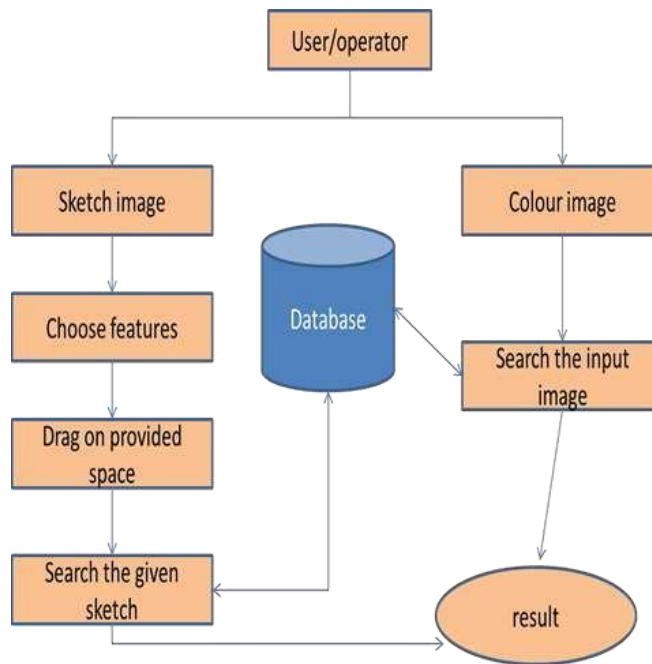 User/operator
Sketch image
Colour image
Choose features
Database
Search the input
image
Drag on provided
space
Search the given
sketch
result